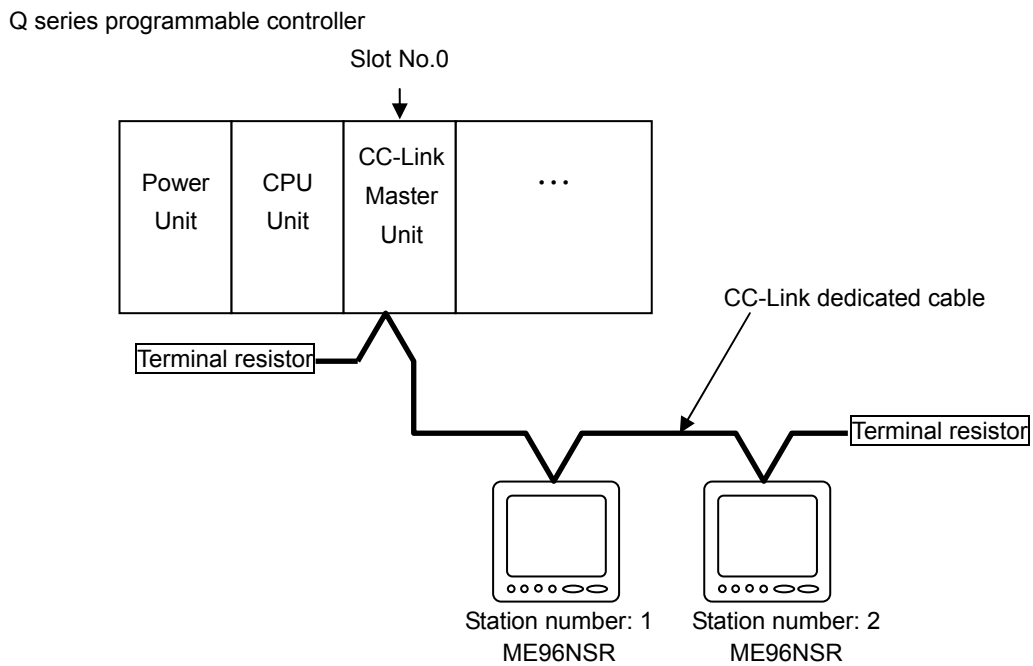 Q series programmable controller
Slot No.0
Power
Unit
CPU
Unit
CC-Link
Master
Unit
...
CC-Link dedicated cable
Terminal resistor
Terminal resistor
Station number: 1
ME96NSR
Station number: 2
ME96NSR